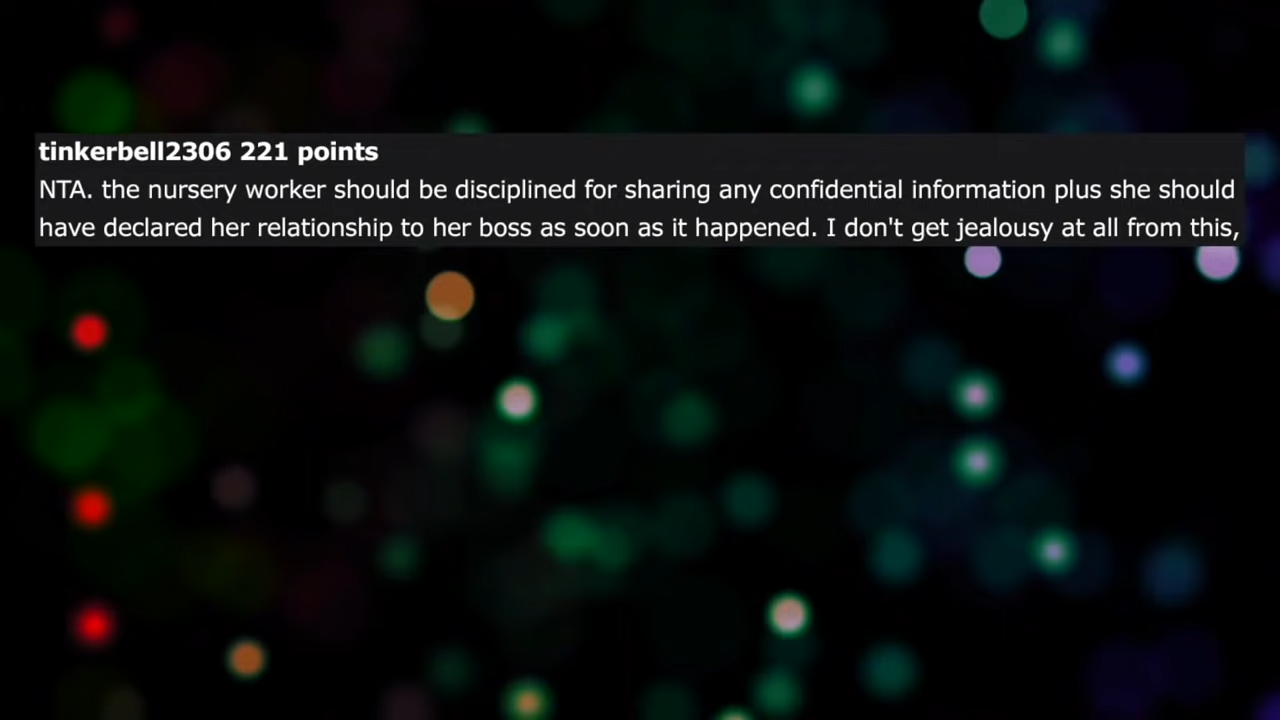 tinkerbell2306 221 points
NTA. the nursery worker should be disciplined for sharing any confidential information plus she should
have declared her relationship to her boss as soon as it happened. I don't get jealousy at all from this,